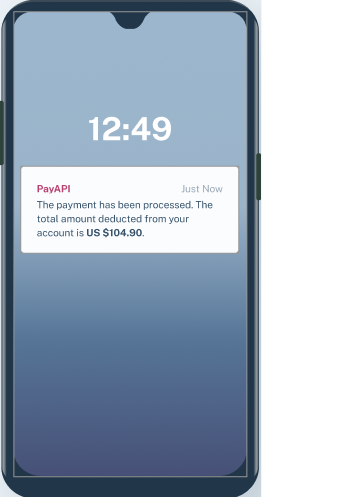 12:49
PayAPI Just Now
The payment has been processed. The
total amount deducted from your
account is US $104.90.